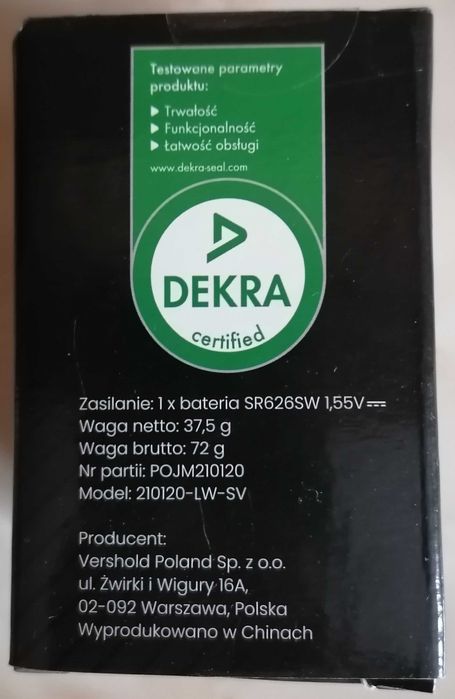 Testowane parametry
produktu:
Trwałość
Funkcjonalność
Łatwość obsługi
www.dekra-seal.com
DEKRA
certified
Zasilanie: 1 x bateria SR626SW 1,55V⎓
Waga netto: 37,5 g
Waga brutto: 72 g
Nr partii: POJM210120
Model: 210120-LW-SV
Producent:
Vershold Poland Sp. z o.o.
ul. Żwirki i Wigury 16A,
02-092 Warszawa, Polska
Wyprodukowano w Chinach